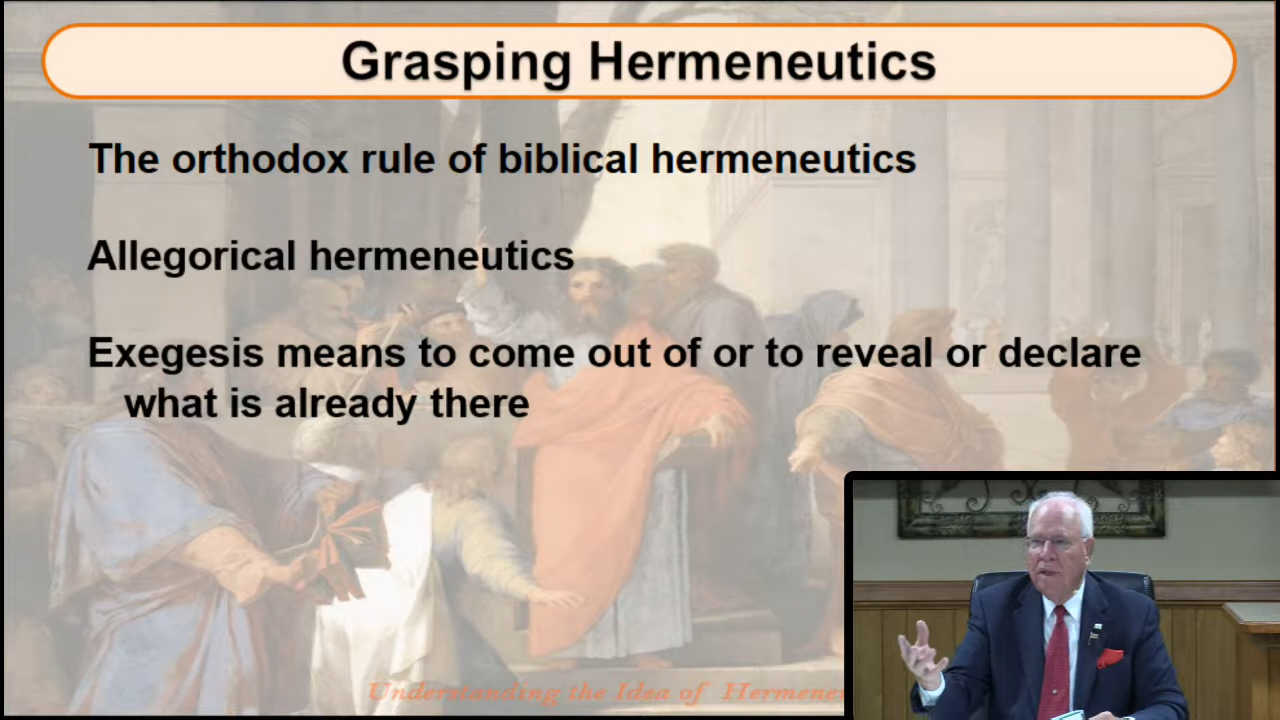 Grasping Hermeneutics
The orthodox rule of biblical hermeneutics
Allegorical hermeneutics
Exegesis means to come out of or to reveal or declare
what is already there
Understanding the Idea of